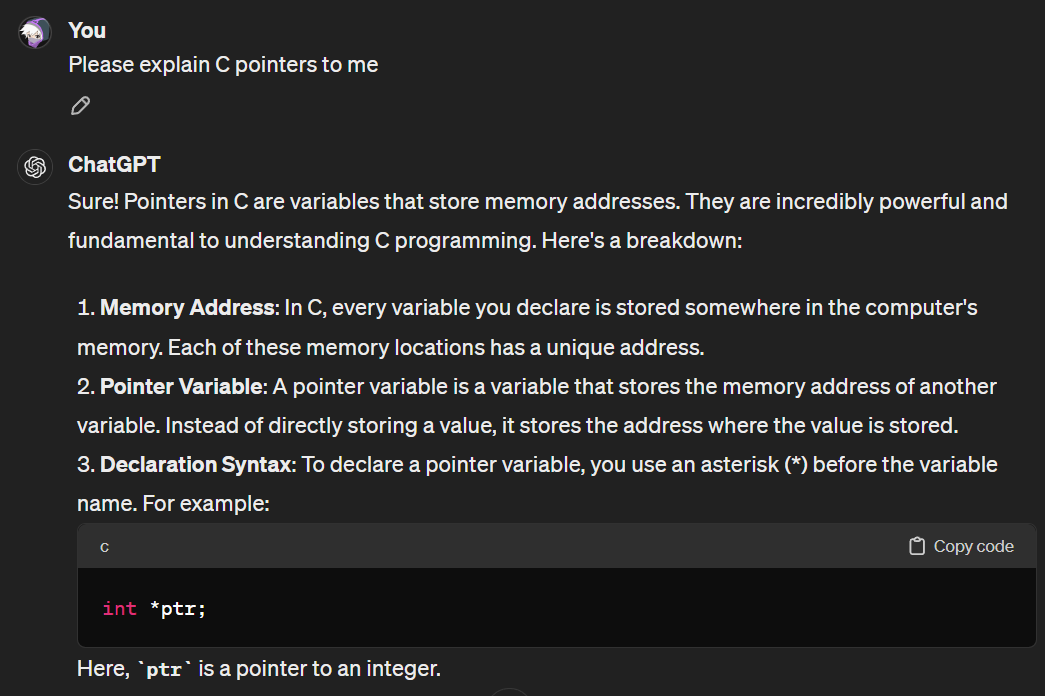 You
Please explain C pointers to me
ChatGPT
Sure! Pointers in C are variables that store memory addresses. They are incredibly powerful and
fundamental to understanding C programming. Here's a breakdown:
1. Memory Address: In C, every variable you declare is stored somewhere in the computer's
memory. Each of these memory locations has a unique address.
2. Pointer Variable: A pointer variable is a variable that stores the memory address of another
variable. Instead of directly storing a value, it stores the address where the value is stored.
3. Declaration Syntax: To declare a pointer variable, you use an asterisk (*) before the variable
name. For example:
c Copy code
int *ptr;
Here, `ptr` is a pointer to an integer.